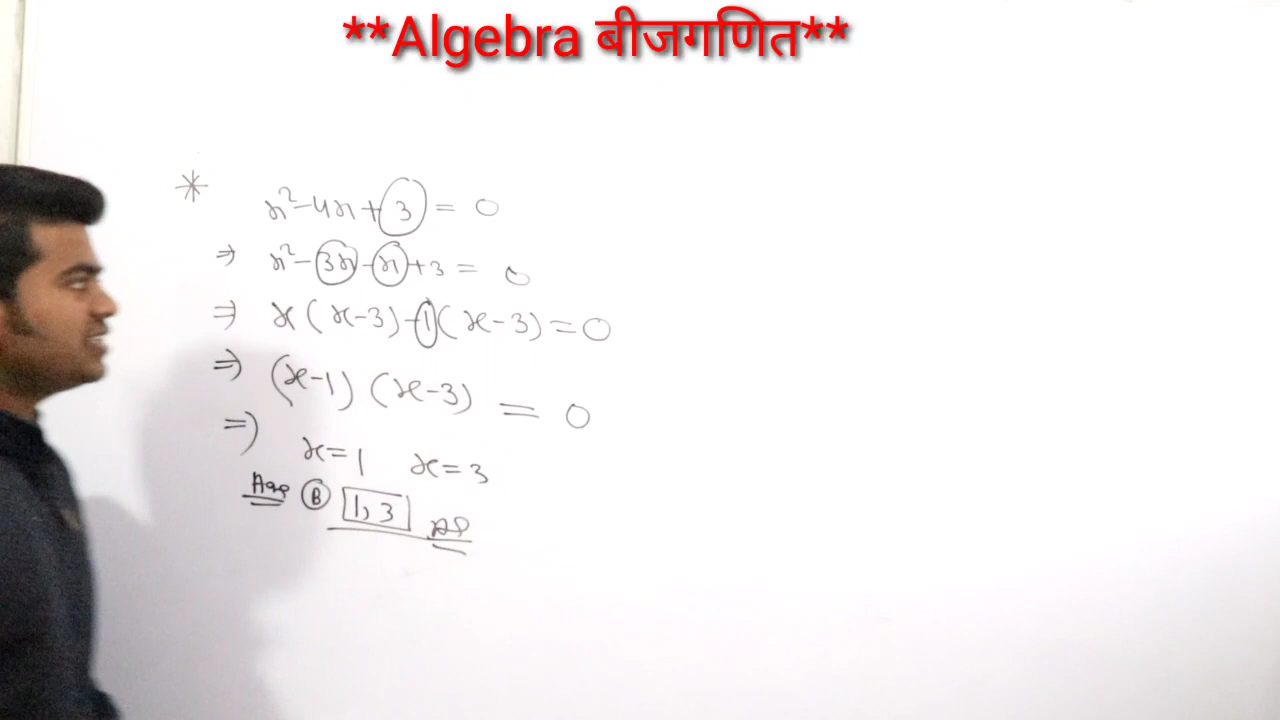 **Algebra बीजगणित**
* x²-4x+3=0
⇒ x²-3x-x+3=0
⇒ x(x-3)-1(x-3)=0
⇒ (x-1)(x-3)=0
⇒ x=1 x=3
Ⓑ 1,3